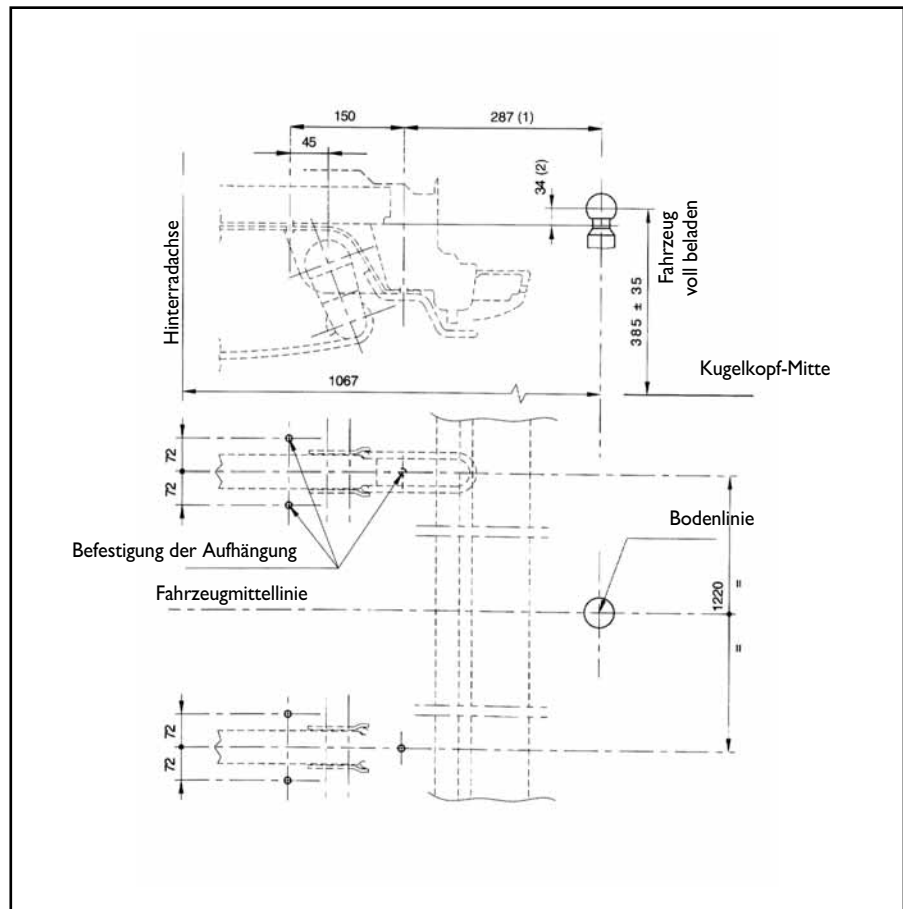 150
287 (1)
45
34 (2)
Hinterradachse
Fahrzeug
voll beladen
385 ± 35
1067
Kugelkopf-Mitte
72
72
Bodenlinie
Befestigung der Aufhängung
Fahrzeugmittellinie
1220
=
=
72
72